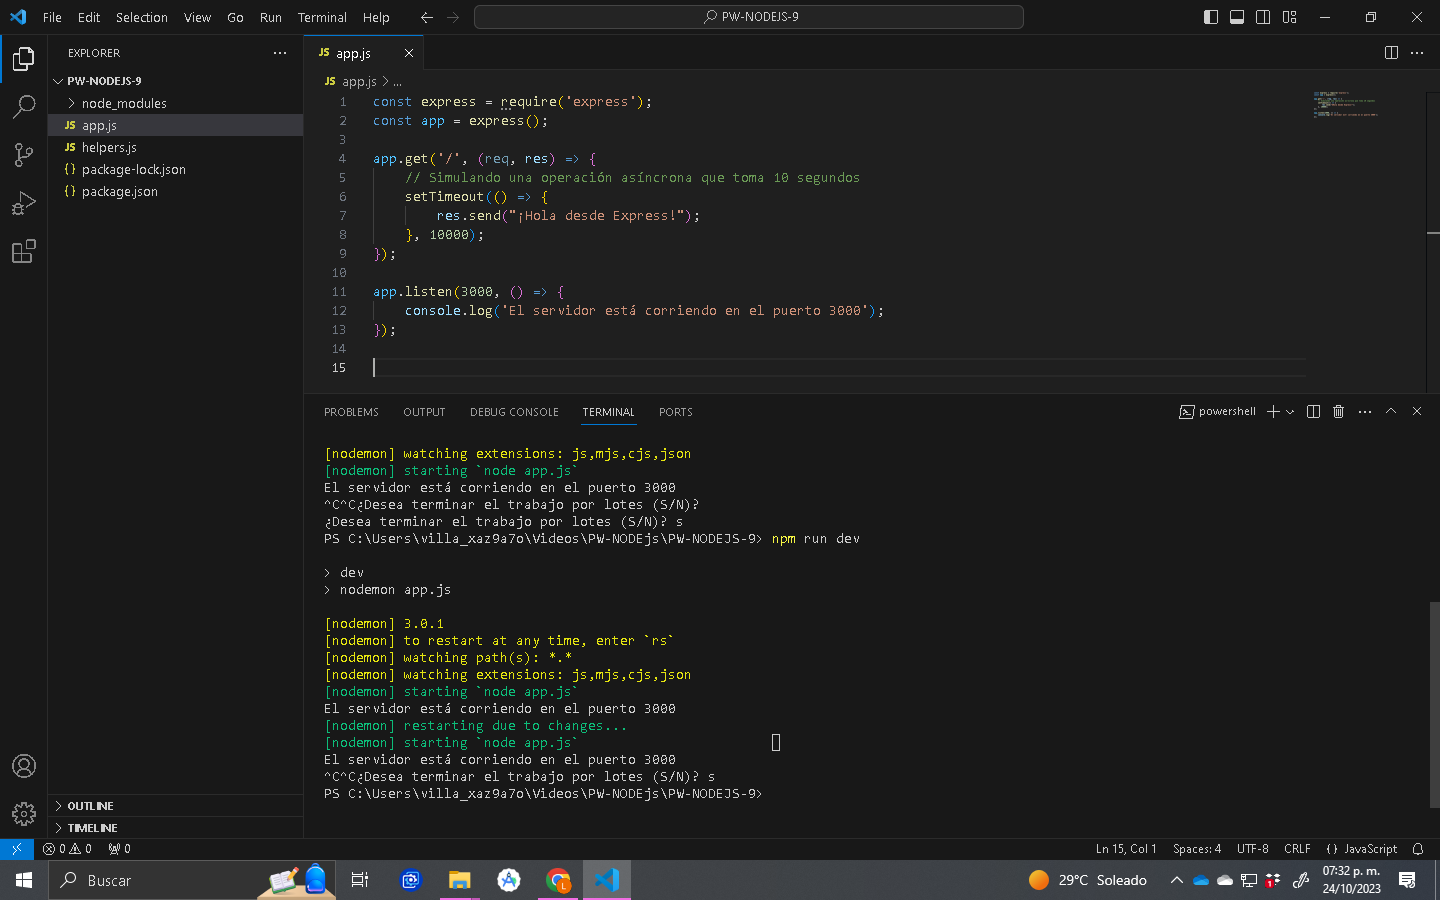 File Edit Selection View Go Run Terminal Help
PW-NODEJS-9
EXPLORER
PW-NODEJS-9
node_modules
JS app.js
JS helpers.js
{} package-lock.json
{} package.json
OUTLINE
TIMELINE
JS app.js
JS app.js > ...
1 const express = require('express');
2 const app = express();
3
4 app.get('/', (req, res) => {
5 // Simulando una operación asíncrona que toma 10 segundos
6 setTimeout(() => {
7 res.send("¡Hola desde Express!");
8 }, 10000);
9 });
10
11 app.listen(3000, () => {
12 console.log('El servidor está corriendo en el puerto 3000');
13 });
14
15
PROBLEMS OUTPUT DEBUG CONSOLE TERMINAL PORTS
powershell
[nodemon] watching extensions: js,mjs,cjs,json
[nodemon] starting `node app.js`
El servidor está corriendo en el puerto 3000
^C^C¿Desea terminar el trabajo por lotes (S/N)?
¿Desea terminar el trabajo por lotes (S/N)? s
PS C:\Users\villa_xaz9a7o\Videos\PW-NODEjs\PW-NODEJS-9> npm run dev
> dev
> nodemon app.js
[nodemon] 3.0.1
[nodemon] to restart at any time, enter `rs`
[nodemon] watching path(s): *.*
[nodemon] watching extensions: js,mjs,cjs,json
[nodemon] starting `node app.js`
El servidor está corriendo en el puerto 3000
[nodemon] restarting due to changes...
[nodemon] starting `node app.js`
El servidor está corriendo en el puerto 3000
^C^C¿Desea terminar el trabajo por lotes (S/N)? s
PS C:\Users\villa_xaz9a7o\Videos\PW-NODEjs\PW-NODEJS-9>
0 0 0
Ln 15, Col 1 Spaces: 4 UTF-8 CRLF {} JavaScript
Buscar
29°C Soleado
07:32 p. m.
24/10/2023